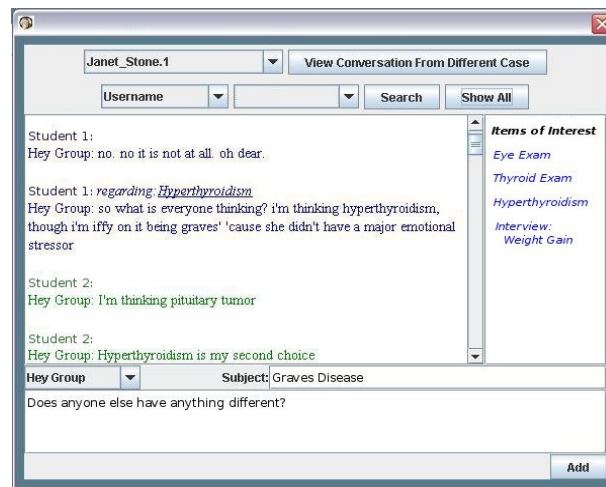 Janet_Stone.1 View Conversation From Different Case
Username Search Show All
Student 1:
Hey Group: no. no it is not at all. oh dear.
Student 1: regarding:Hyperthyroidism
Hey Group: so what is everyone thinking? i'm thinking hyperthyroidism,
though i'm iffy on it being graves' 'cause she didn't have a major emotional
stressor
Student 2:
Hey Group: I'm thinking pituitary tumor
Student 2:
Hey Group: Hyperthyroidism is my second choice
Items of Interest
Eye Exam
Thyroid Exam
Hyperthyroidism
Interview:
Weight Gain
Hey Group Subject: Graves Disease
Does anyone else have anything different?
Add